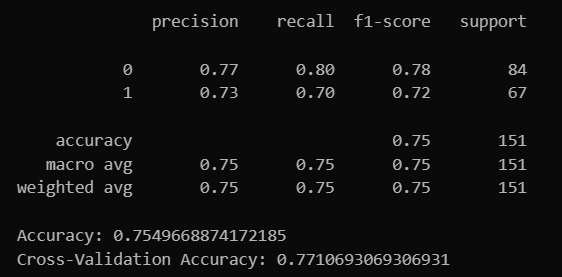 precision recall f1-score support
0 0.77 0.80 0.78 84
1 0.73 0.70 0.72 67
accuracy 0.75 151
macro avg 0.75 0.75 0.75 151
weighted avg 0.75 0.75 0.75 151
Accuracy: 0.7549668874172185
Cross-Validation Accuracy: 0.7710693069306931